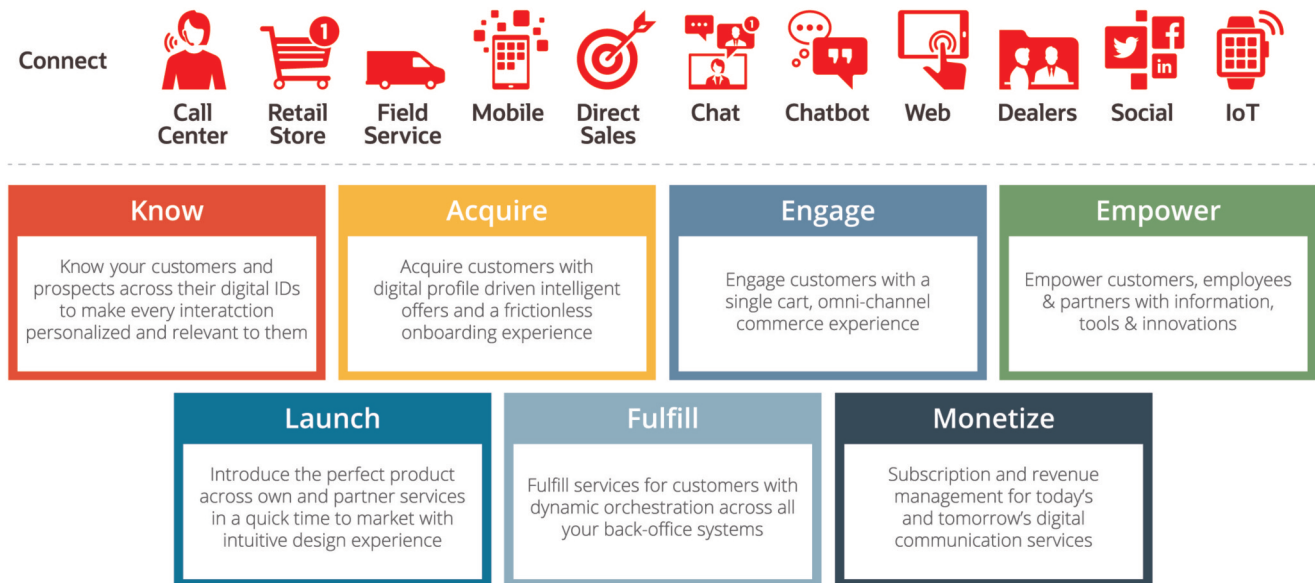 Connect
1
1
in
Call
Center
Retail
Store
Field
Service
Mobile
Direct
Sales
Chat
Chatbot
Web
Dealers
Social
IoT
Know
Know your customers and
prospects across their digital IDs
to make every interatction
personalized and relevant to them
Acquire
Acquire customers with
digital profile driven intelligent
offers and a frictionless
onboarding experience
Engage
Engage customers with a
single cart, omni-channel
commerce experience
Empower
Empower customers, employees
& partners with information,
tools & innovations
Launch
Introduce the perfect product
across own and partner services
in a quick time to market with
intuitive design experience
Fulfill
Fulfill services for customers with
dynamic orchestration across all
your back-office systems
Monetize
Subscription and revenue
management for today’s
and tomorrow’s digital
communication services